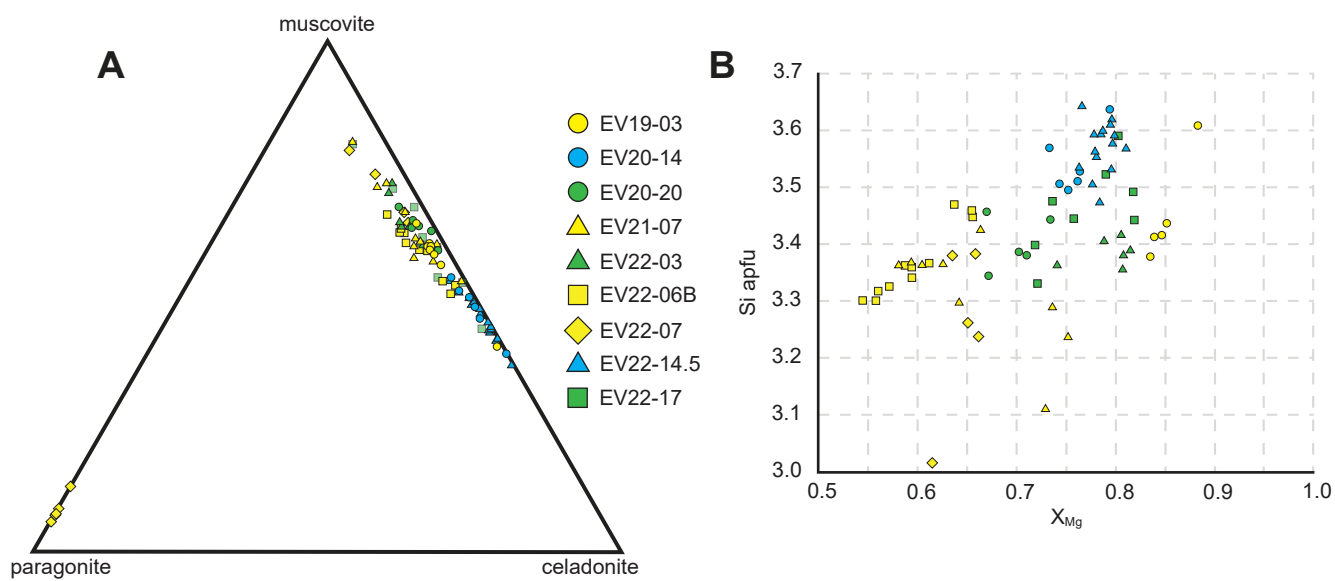 A
muscovite
paragonite
celadonite
EV19-03
EV20-14
EV20-20
EV21-07
EV22-03
EV22-06B
EV22-07
EV22-14.5
EV22-17
B
Si apfu
3.7
3.6
3.5
3.4
3.3
3.2
3.1
3.0
0.5 0.6 0.7 0.8 0.9 1.0
XMg